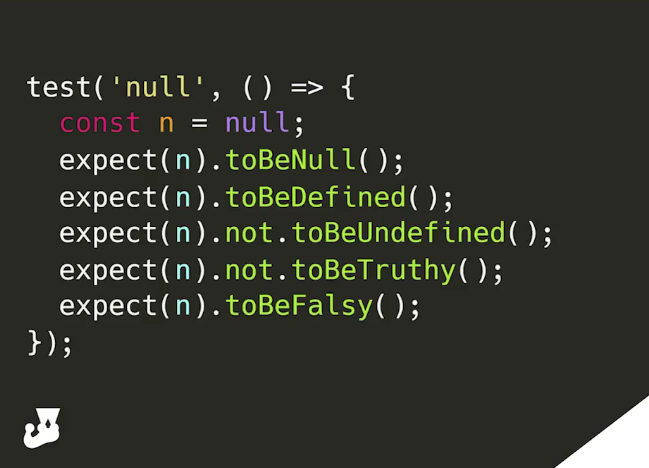 test('null', () => {
  const n = null;
  expect(n).toBeNull();
  expect(n).toBeDefined();
  expect(n).not.toBeUndefined();
  expect(n).not.toBeTruthy();
  expect(n).toBeFalsy();
});